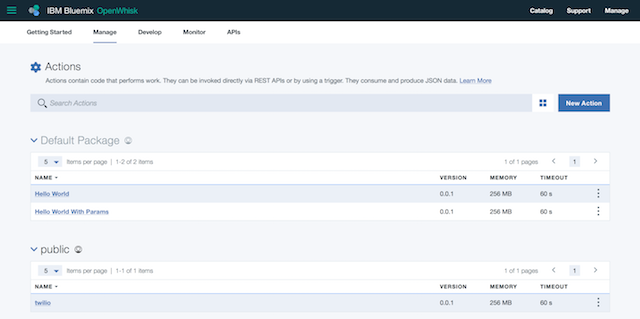 IBM Bluemix OpenWhisk Catalog Support Manage
Getting Started Manage Develop Monitor APIs
Actions
Actions contain code that performs work. They can be invoked directly via REST APIs or by using a trigger. They consume and produce JSON data. Learn More
Search Actions New Action
Default Package
5 items per page | 1-2 of 2 items 1 of 1 pages 1
NAME VERSION MEMORY TIMEOUT
Hello World 0.0.1 256 MB 60 s
Hello World With Params 0.0.1 256 MB 60 s
public
5 items per page | 1-1 of 1 items 1 of 1 pages 1
NAME VERSION MEMORY TIMEOUT
twilio 0.0.1 256 MB 60 s